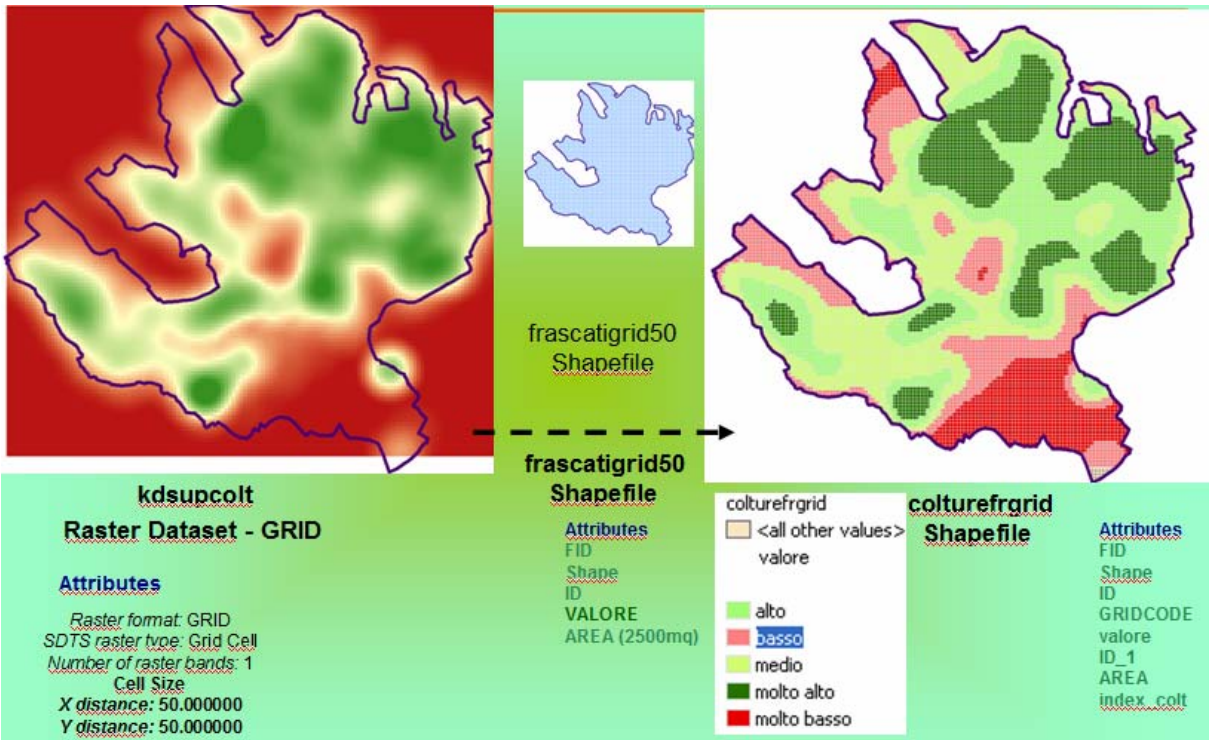 kdsupcolt
Raster Dataset - GRID
Attributes
Raster format: GRID
SDTS raster type: Grid Cell
Number of raster bands: 1
Cell Size
X distance: 50.000000
Y distance: 50.000000
frascatigrid50
Shapefile
frascatigrid50
Shapefile
Attributes
FID
Shape
ID
VALORE
AREA (2500mq)
colturefrgrid
<all other values>
valore
alto
basso
medio
molto alto
molto basso
colturefrgrid
Shapefile
Attributes
FID
Shape
ID
GRIDCODE
valore
ID_1
AREA
index_colt